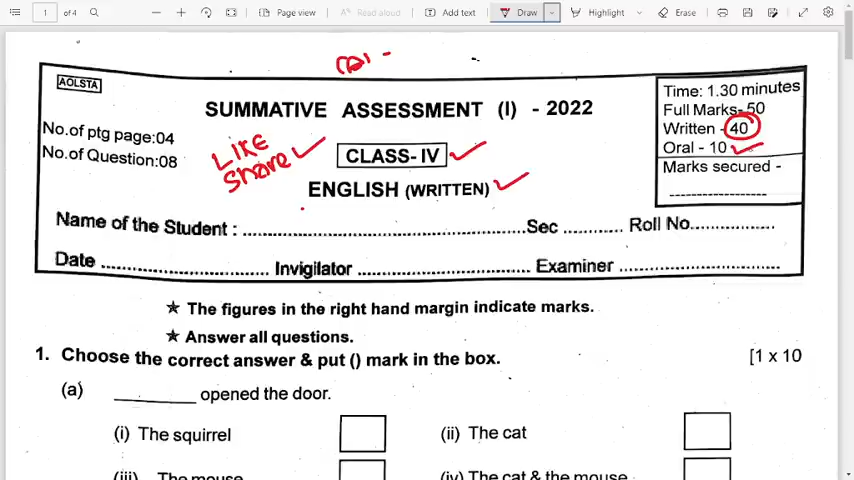 1 of 4 Page view Read aloud Add text Draw Highlight Erase
AOLSTA
SUMMATIVE ASSESSMENT (I) - 2022
Time: 1.30 minutes
Full Marks- 50
Written - 40
Oral - 10
Marks secured -
No.of ptg page:04
No.of Question:08
LIKE
Share
CLASS- IV
ENGLISH (WRITTEN)
Name of the Student : Sec Roll No
Date Invigilator Examiner
★ The figures in the right hand margin indicate marks.
★ Answer all questions.
1. Choose the correct answer & put () mark in the box. [1 x 10
(a) ________ opened the door.
(i) The squirrel (ii) The cat
(iii) The mouse (iv) The cat & the mouse